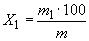 X₁ = m₁ · 100 / m